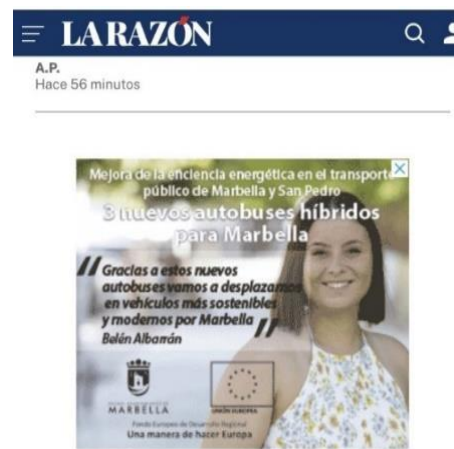 LA RAZÓN
A.P.
Hace 56 minutos
Mejora de la eficiencia energética en el transporte
público de Marbella y San Pedro
3 nuevos autobuses híbridos
para Marbella
"Gracias a estos nuevos
autobuses vamos a desplazarnos
en vehículos más sostenibles
y modernos por Marbella"
Belén Albarrán
MARBELLA
UNIÓN EUROPEA
Fondo Europeo de Desarrollo Regional
Una manera de hacer Europa